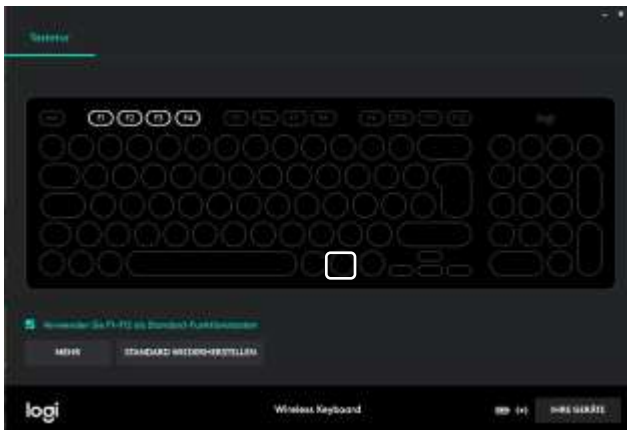 Tastatur
F1 F2 F3 F4
logi
Verwenden Sie F1-F12 als Standard-Funktionstasten
MEHR
STANDARD WIEDERHERSTELLEN
logi
Wireless Keyboard
IHRE GERÄTE